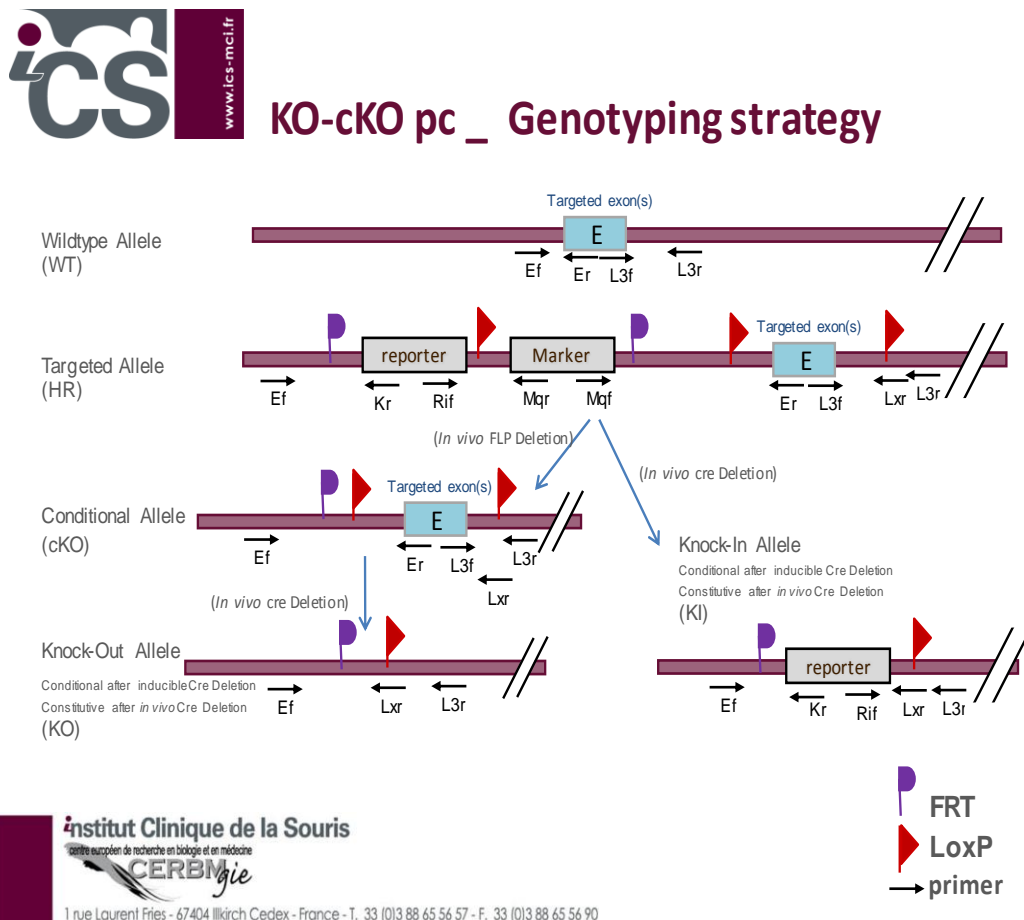 iCS
www.ics-mci.fr
KO-cKO pc _ Genotyping strategy
Targeted exon(s)
Wildtype Allele
(WT)
E
Ef
Er
L3f
L3r
Targeted Allele
(HR)
reporter
Marker
Targeted exon(s)
E
Ef
Kr
Rif
Mqr
Mqf
Er
L3f
Lxr
L3r
(In vivo FLP Deletion)
(In vivo cre Deletion)
Conditional Allele
(cKO)
Targeted exon(s)
E
Ef
Er
L3f
L3r
Lxr
Knock-In Allele
Conditional after inducible Cre Deletion
Constitutive after in vivo Cre Deletion
(KI)
(In vivo cre Deletion)
Knock-Out Allele
Conditional after inducible Cre Deletion
Constitutive after in vivo Cre Deletion
(KO)
Ef
Lxr
L3r
reporter
Ef
Kr
Rif
Lxr
L3r
FRT
LoxP
primer
institut Clinique de la Souris
centre européen de recherche en biologie et en médecine
CERBM gie
1 rue Laurent Fries - 67404 Illkirch Cedex - France - T. 33 (0)3 88 65 56 57 - F. 33 (0)3 88 65 56 90